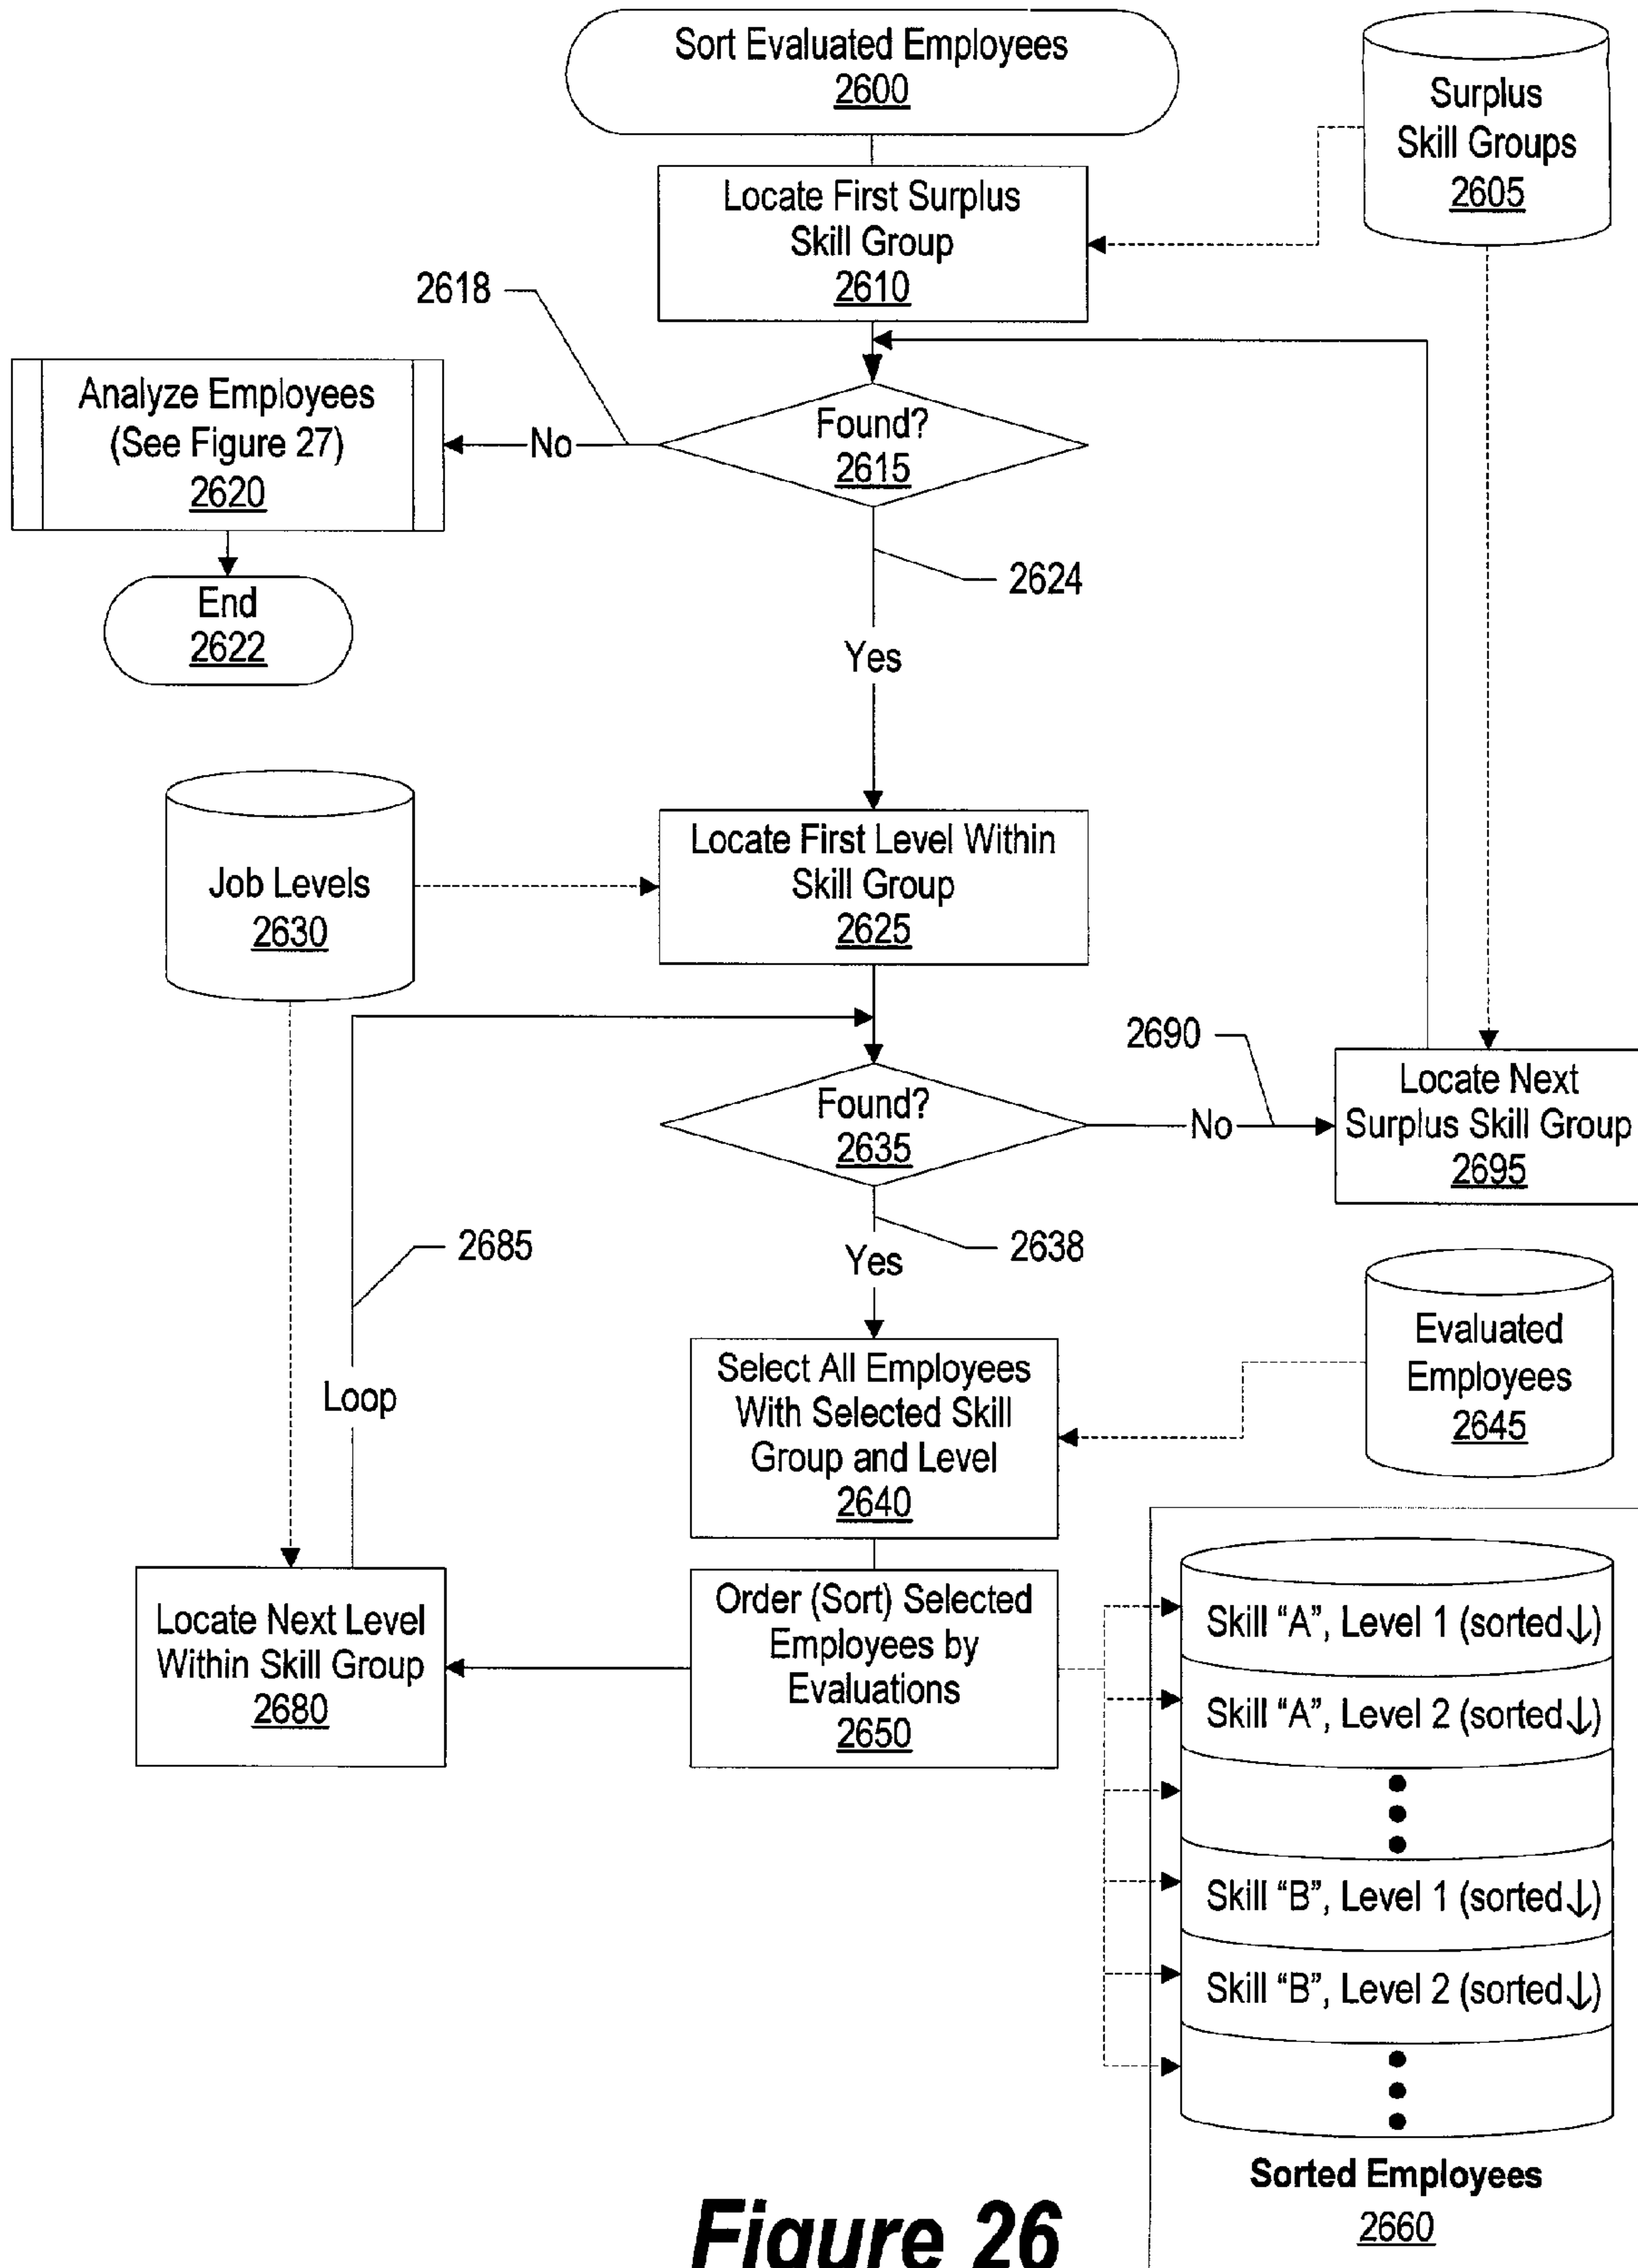 Sort Evaluated Employees
2600
Surplus
Skill Groups
2605
Locate First Surplus
Skill Group
2610
2618
Analyze Employees
(See Figure 27)
2620
No
Found?
2615
End
2622
2624
Yes
Job Levels
2630
Locate First Level Within
Skill Group
2625
2690
Found?
2635
No
Locate Next
Surplus Skill Group
2695
2685
2638
Yes
Loop
Select All Employees
With Selected Skill
Group and Level
2640
Evaluated
Employees
2645
Locate Next Level
Within Skill Group
2680
Order (Sort) Selected
Employees by
Evaluations
2650
Skill “A”, Level 1 (sorted↓)
Skill “A”, Level 2 (sorted↓)
Skill “B”, Level 1 (sorted↓)
Skill “B”, Level 2 (sorted↓)
Sorted Employees
2660
Figure 26